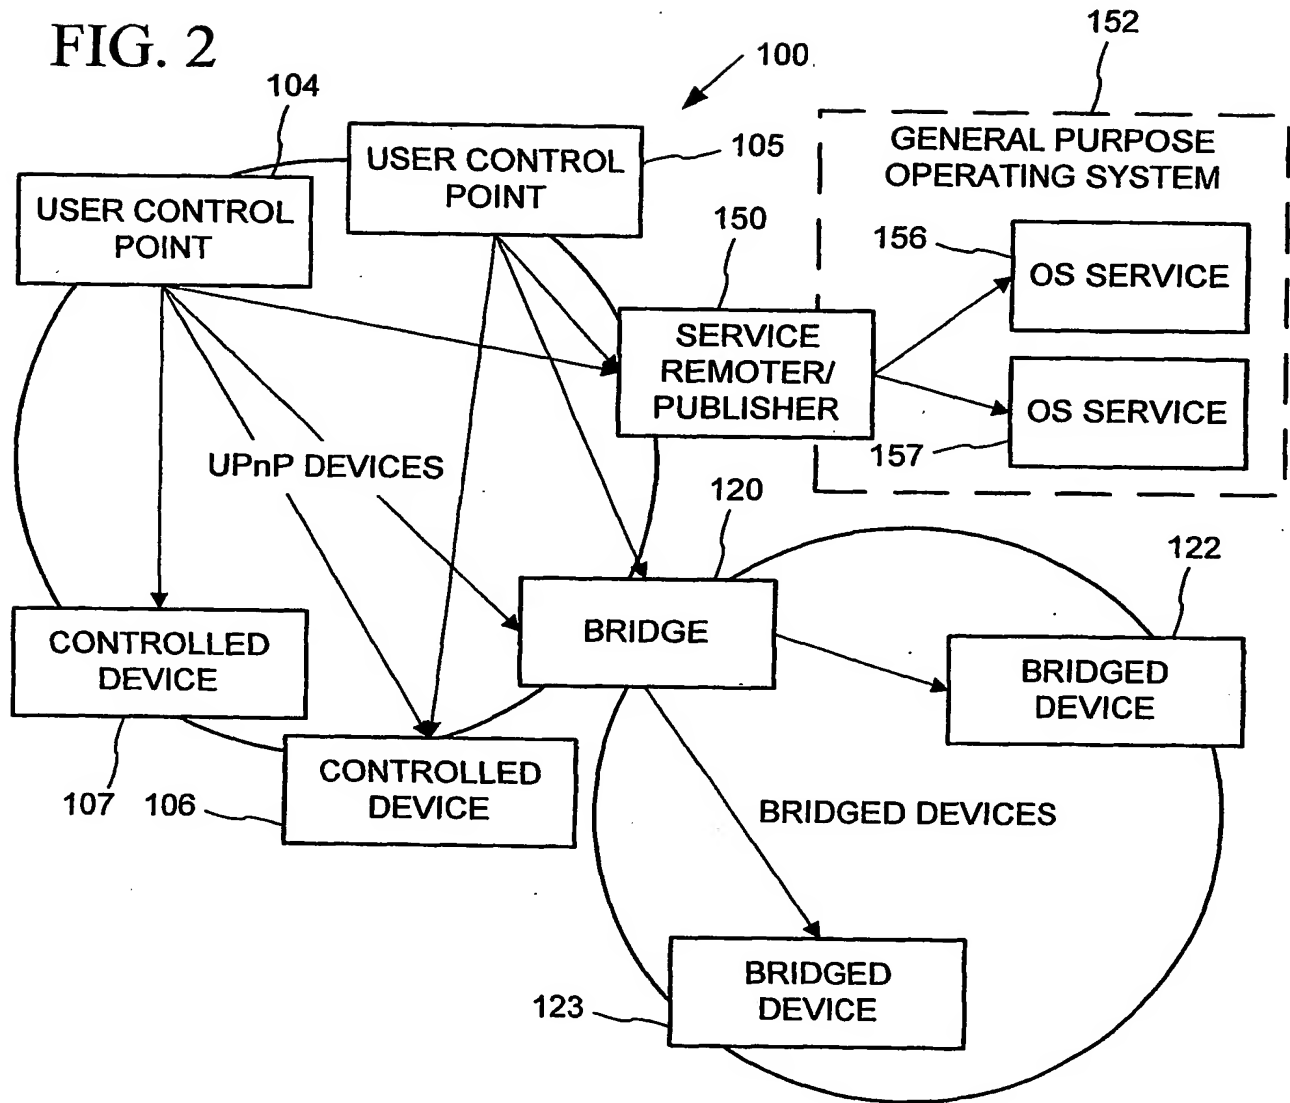 FIG. 2
100
152
104
USER CONTROL
POINT
105
GENERAL PURPOSE
OPERATING SYSTEM
USER CONTROL
POINT
150
156
OS SERVICE
SERVICE
REMOTER/
PUBLISHER
OS SERVICE
157
UPnP DEVICES
120
122
BRIDGE
CONTROLLED
DEVICE
BRIDGED
DEVICE
107
106
CONTROLLED
DEVICE
BRIDGED DEVICES
BRIDGED
DEVICE
123